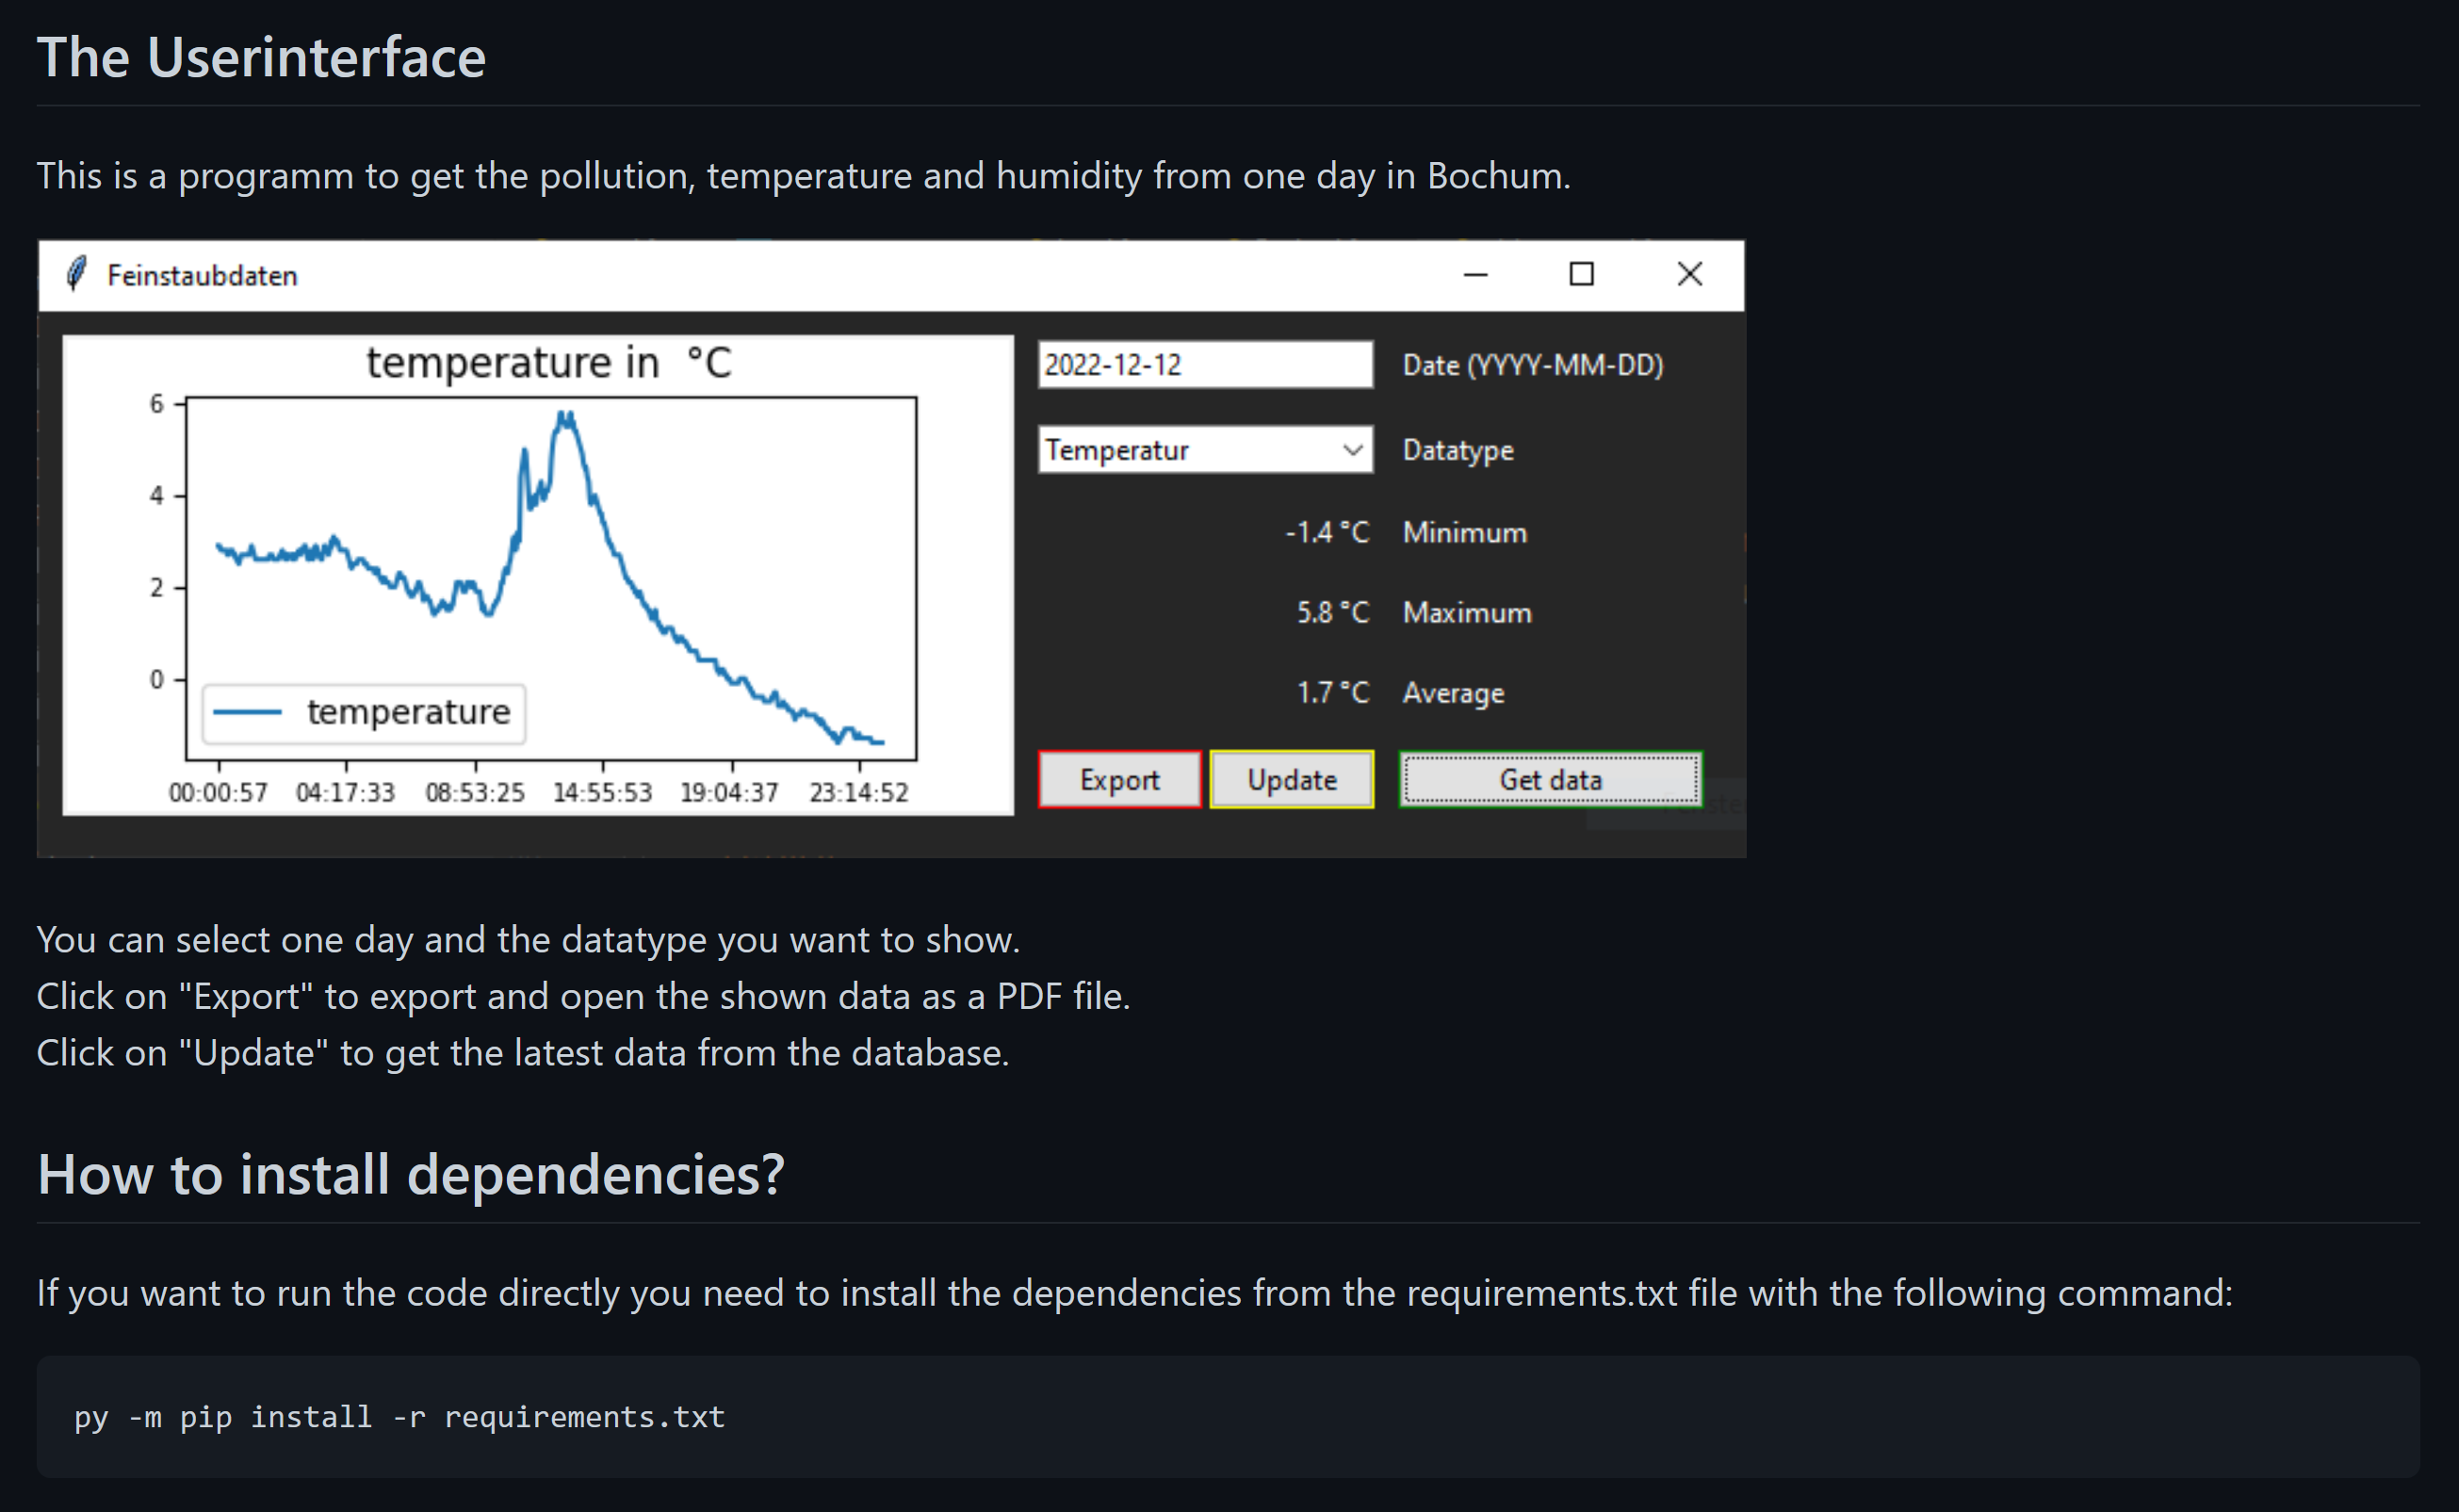 The Userinterface
This is a programm to get the pollution, temperature and humidity from one day in Bochum.
Feinstaubdaten
temperature in °C
6
4
2
0
temperature
00:00:57 04:17:33 08:53:25 14:55:53 19:04:37 23:14:52
2022-12-12 Date (YYYY-MM-DD)
Temperatur Datatype
-1.4 °C Minimum
5.8 °C Maximum
1.7 °C Average
Export Update Get data
You can select one day and the datatype you want to show.
Click on "Export" to export and open the shown data as a PDF file.
Click on "Update" to get the latest data from the database.
How to install dependencies?
If you want to run the code directly you need to install the dependencies from the requirements.txt file with the following command:
py -m pip install -r requirements.txt